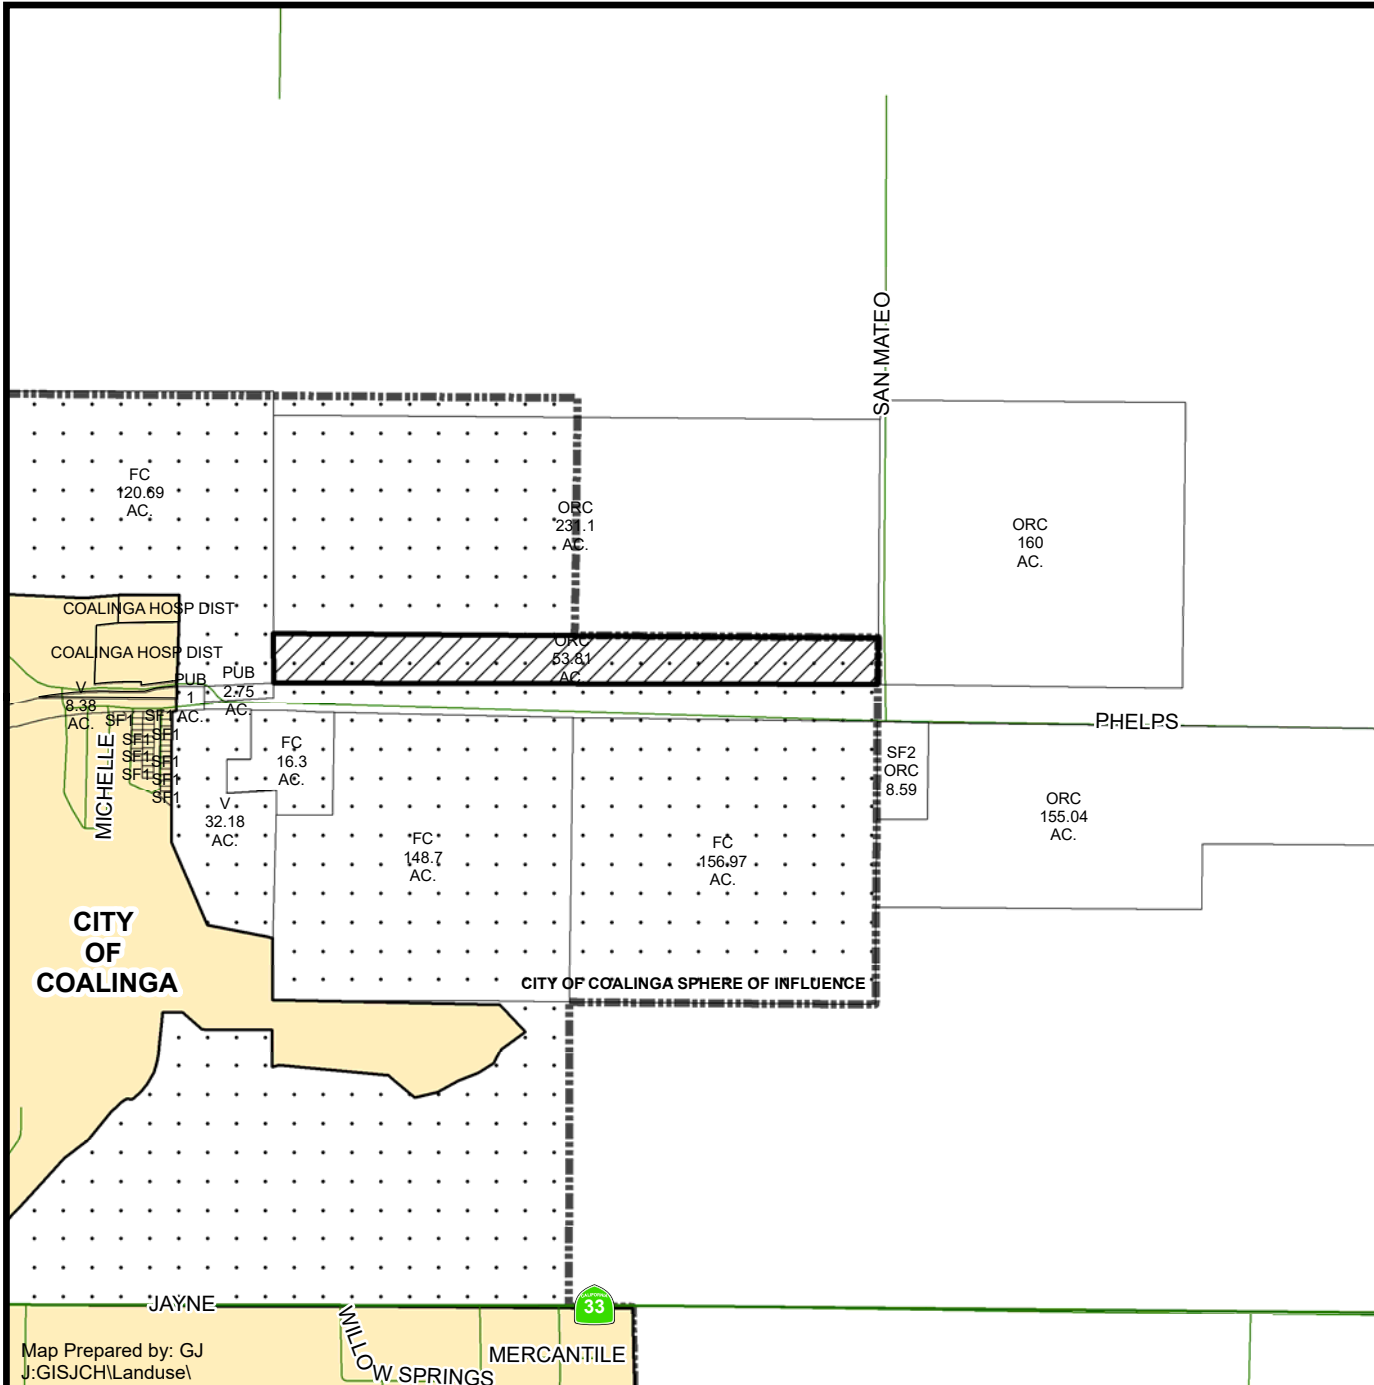 SAN MATEO
FC
120.69
AC.
ORC
231.1
AC.
ORC
160
AC.
COALINGA HOSP DIST
COALINGA HOSP DIST
ORC
53.81
AC.
V
8.38
AC.
PUB
1
AC.
PUB
2.75
AC.
SF1
SF1
SF1
SF1
SF1
SF1
SF1
SF1
SF1
MICHELLE
PHELPS
FC
16.3
AC.
V
32.18
AC.
FC
148.7
AC.
FC
156.97
AC.
SF2
ORC
8.59
ORC
155.04
AC.
CITY
OF
COALINGA
CITY OF COALINGA SPHERE OF INFLUENCE
JAYNE
CALIFORNIA
33
WILLOW SPRINGS
MERCANTILE
Map Prepared by: GJ
J:GISJCH\Landuse\